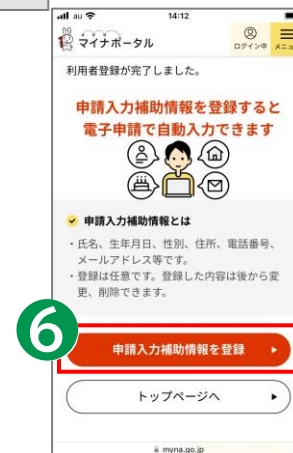 au 14:12
マイナポータル
ログイン中
利用者登録が完了しました。
申請入力補助情報を登録すると
電子申請で自動入力できます
申請入力補助情報とは
・氏名、生年月日、性別、住所、電話番号、
メールアドレス等です。
・登録は任意です。登録した内容は後から変
更、削除できます。
6
申請入力補助情報を登録
トップページへ
myna.go.jp